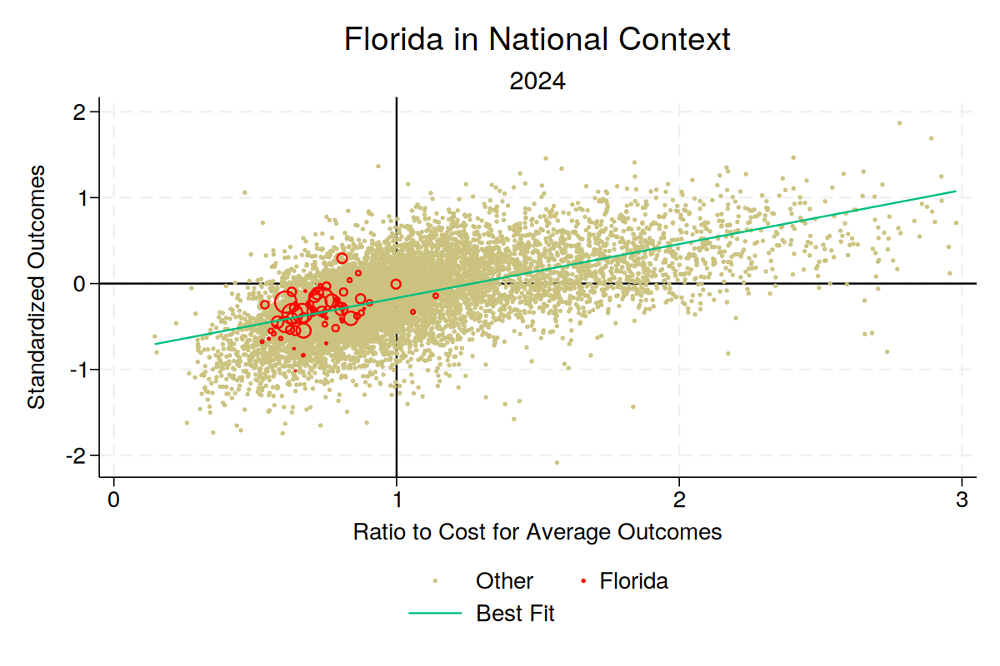 Florida in National Context
2024
Standardized Outcomes
2
1
0
-1
-2
0 1 2 3
Ratio to Cost for Average Outcomes
Other Florida
Best Fit